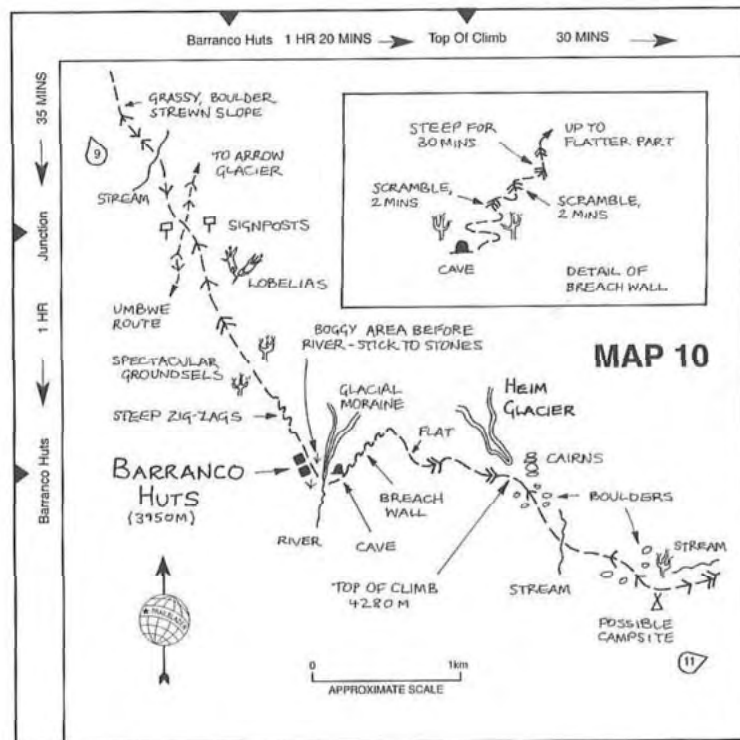 Barranco Huts 1 HR 20 MINS Top Of Climb 30 MINS
35 MINS
Junction
1 HR
Barranco Huts
GRASSY, BOULDER
STREWN SLOPE
9
TO ARROW
GLACIER
STREAM
SIGNPOSTS
LOBELIAS
UMBWE
ROUTE
STEEP FOR
30 MINS
UP TO
FLATTER PART
SCRAMBLE,
2 MINS
SCRAMBLE,
2 MINS
CAVE
DETAIL OF
BREACH WALL
BOGGY AREA BEFORE
RIVER - STICK TO STONES
MAP 10
SPECTACULAR
GROUNDSELS
GLACIAL
MORAINE
HEIM
GLACIER
STEEP ZIG-ZAGS
FLAT
CAIRNS
BARRANCO
HUTS
(3950M)
BREACH
WALL
BOULDERS
RIVER
CAVE
STREAM
TOP OF CLIMB
4280 M
STREAM
POSSIBLE
CAMPSITE
TRAILBLAZER
0 1km
APPROXIMATE SCALE
11